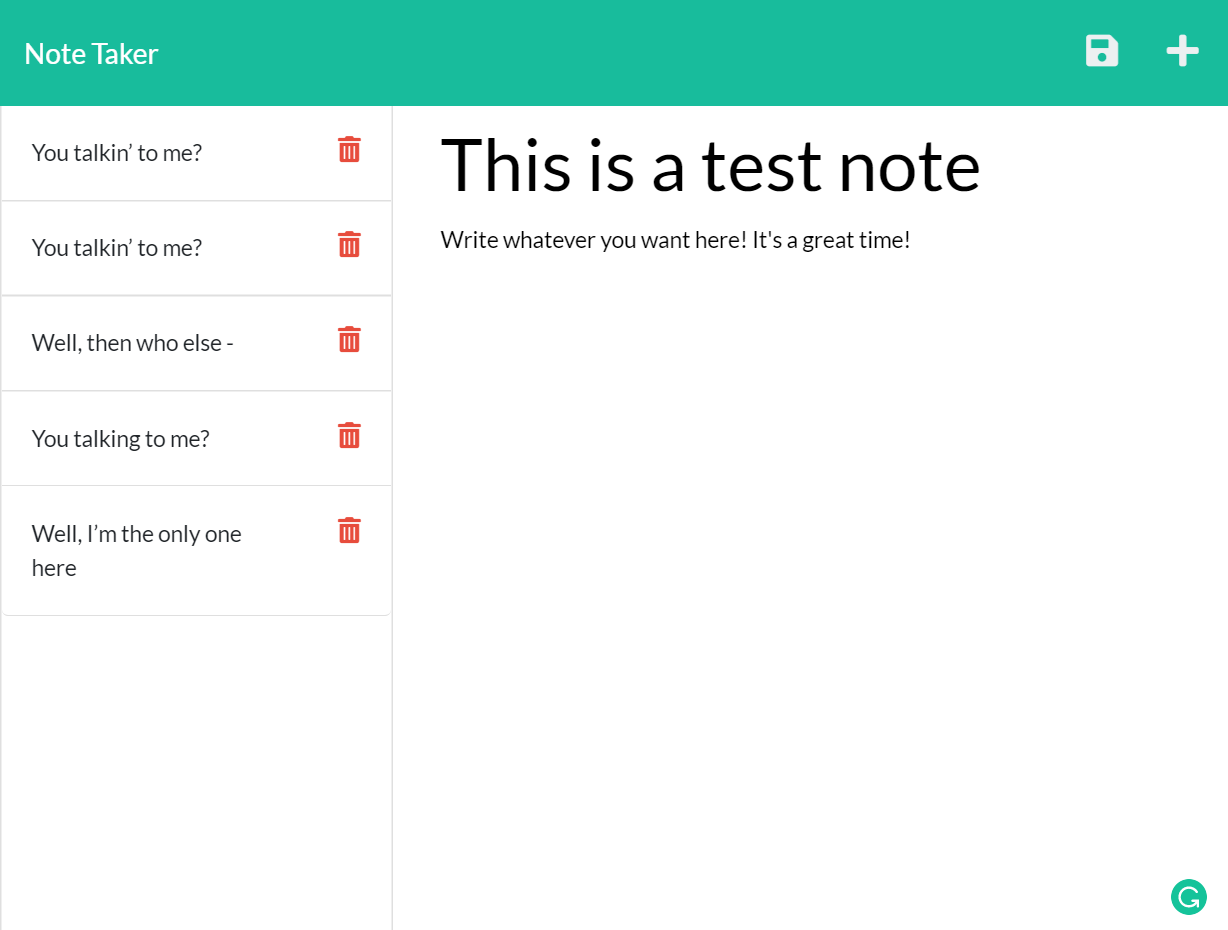 Note Taker
You talkin’ to me?
You talkin’ to me?
Well, then who else -
You talking to me?
Well, I’m the only one
here
This is a test note
Write whatever you want here! It's a great time!